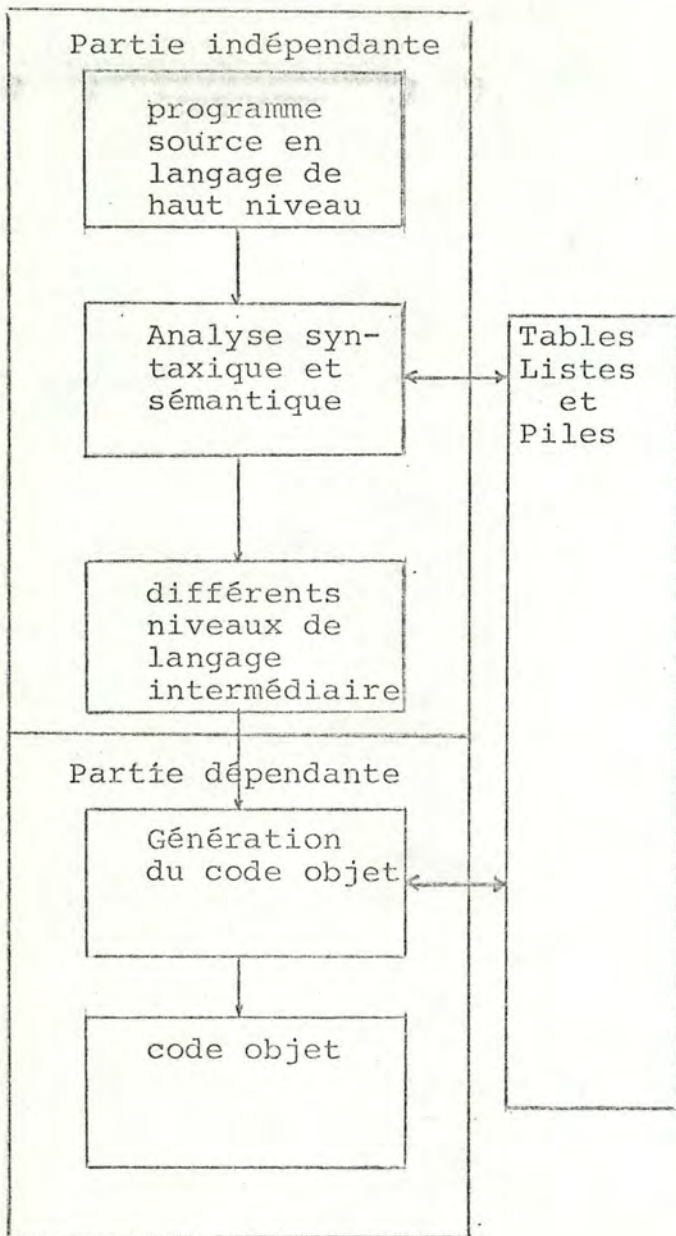 Partie indépendante
programme
source en
langage de
haut niveau
Analyse syn-
taxique et
sémantique
Tables
Listes
et
Piles
différents
niveaux de
langage
intermédiaire
Partie dépendante
Génération
du code objet
code objet